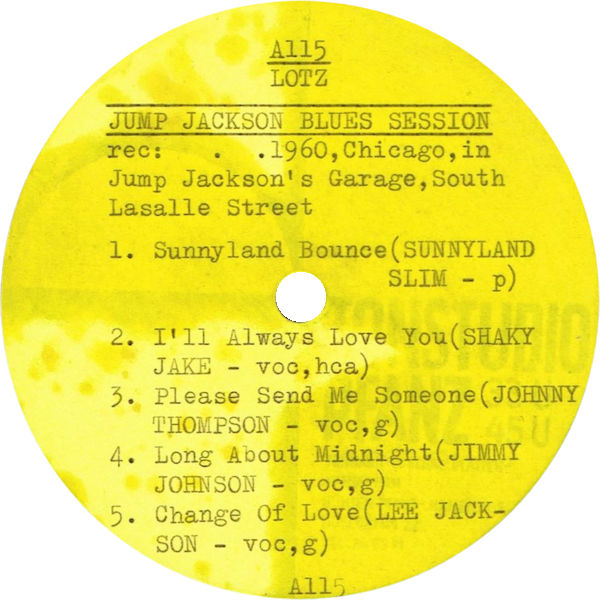 A115
LOTZ
JUMP JACKSON BLUES SESSION
rec:   .  .1960,Chicago,in
Jump Jackson's Garage,South
Lasalle Street
1. Sunnyland Bounce(SUNNYLAND
SLIM - p)
2. I'll Always Love You(SHAKY
JAKE - voc,hca)
3. Please Send Me Someone(JOHNNY
THOMPSON - voc,g)
4. Long About Midnight(JIMMY
JOHNSON - voc,g)
5. Change Of Love(LEE JACK-
SON - voc,g)
A115
TONSTUDIO
45 U